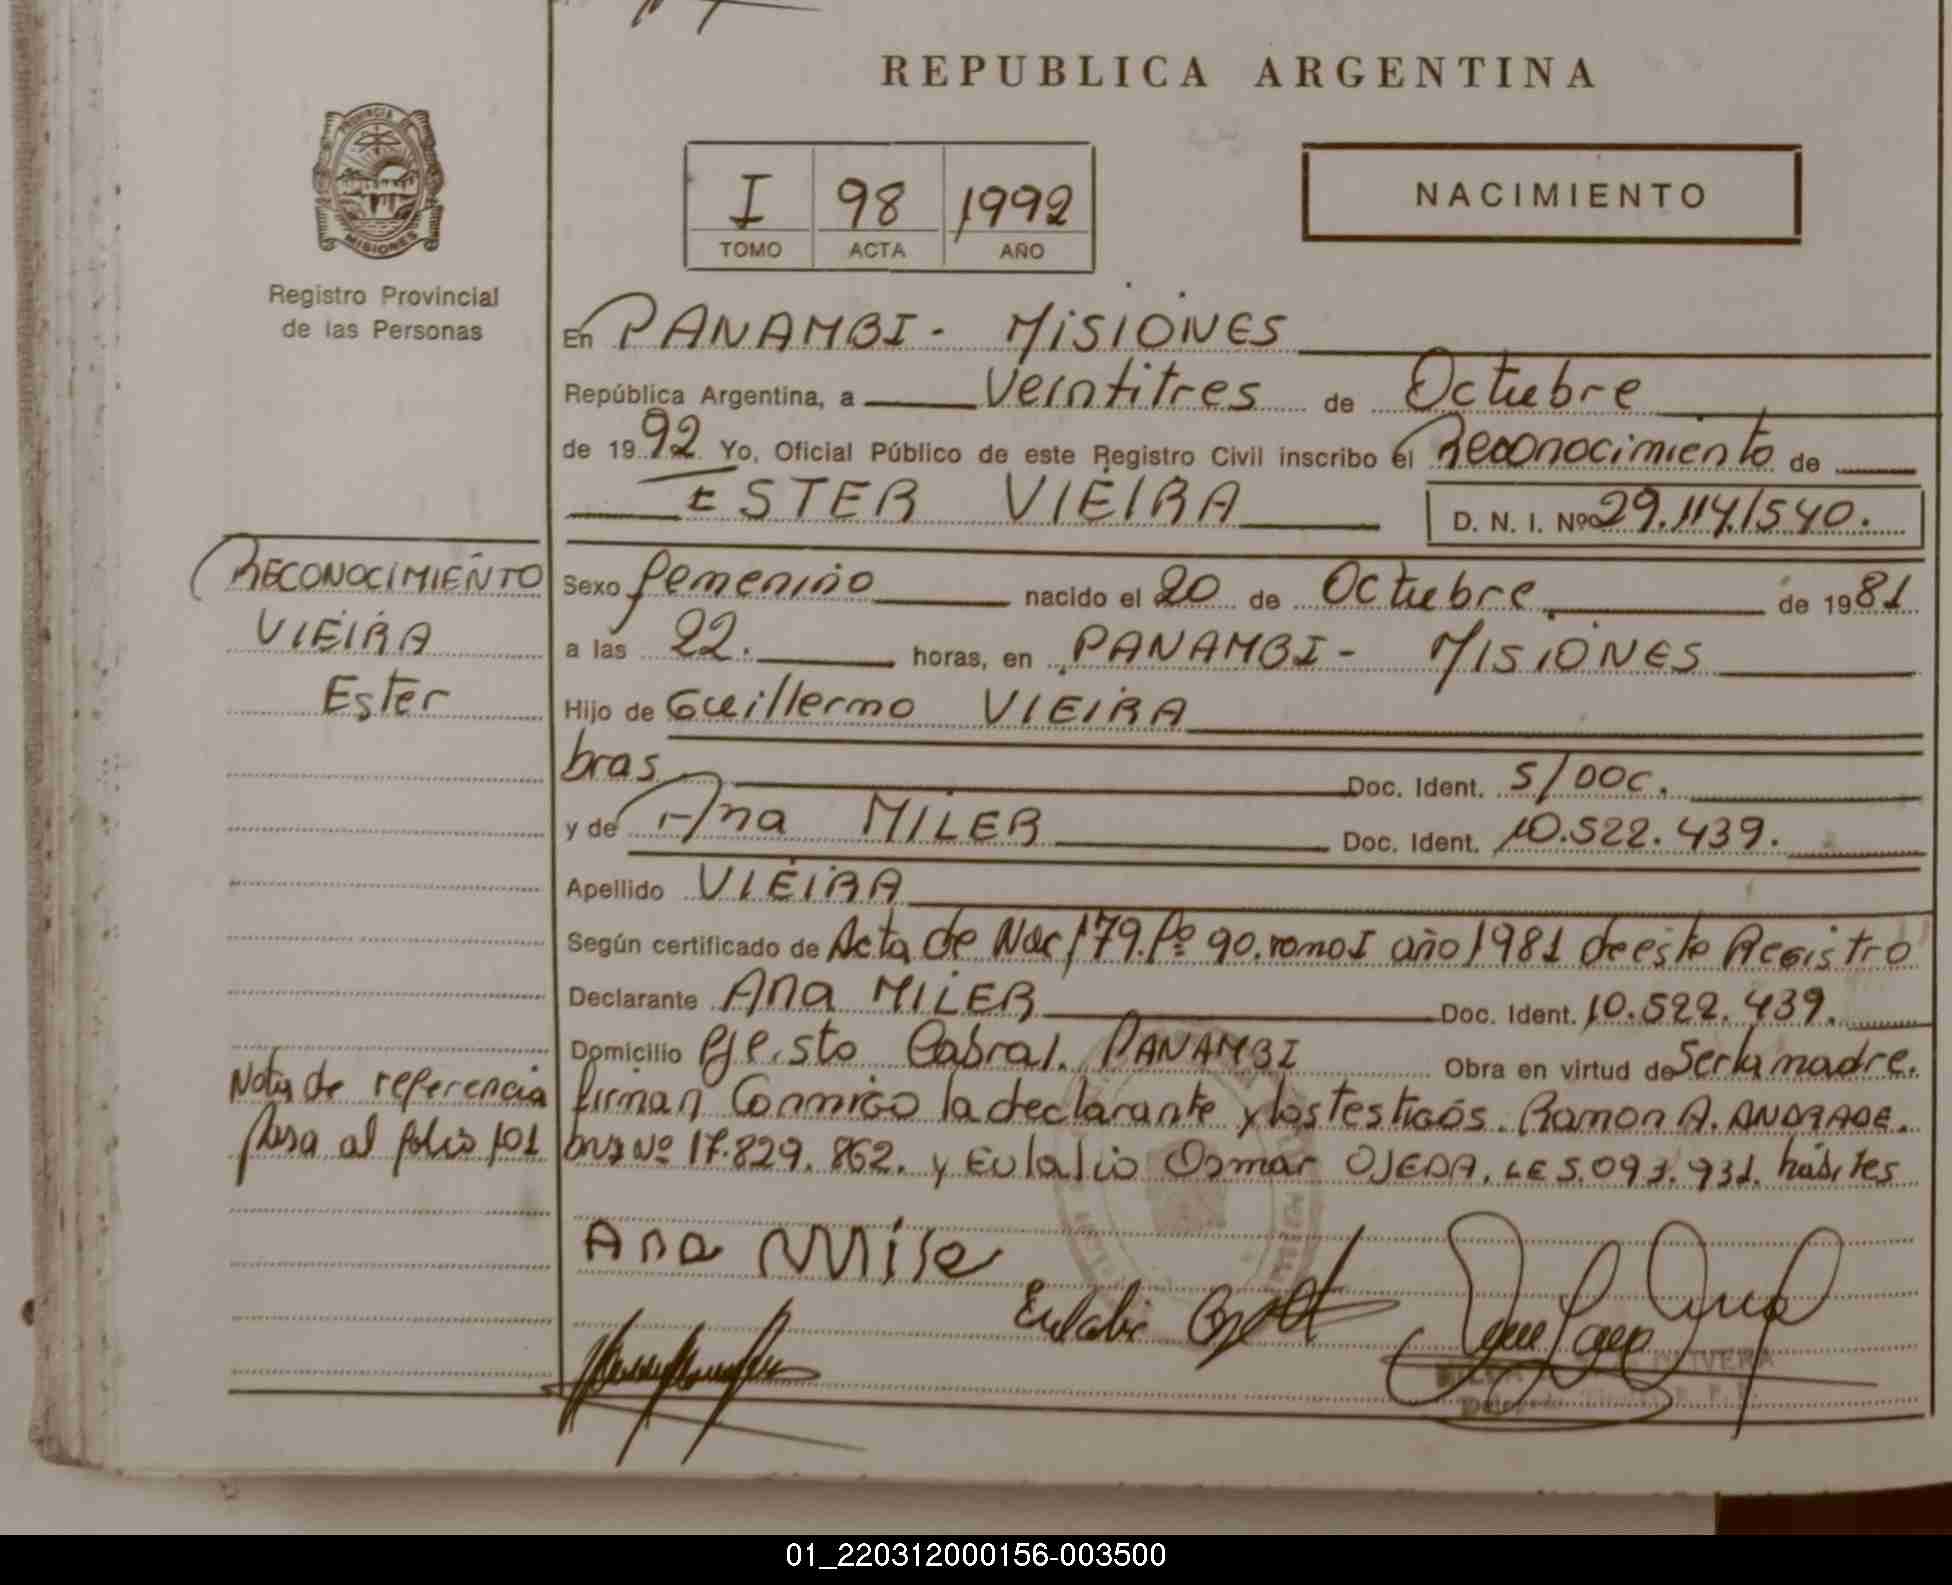 REPUBLICA ARGENTINA
PROVINCIA DE
MISIONES
Registro Provincial
de las Personas
I 98 1992
TOMO ACTA AÑO
NACIMIENTO
En PANAMBI - MISIONES
República Argentina, a Veintitres de Octubre
de 1992 Yo, Oficial Público de este Registro Civil inscribo el Reconocimiento de
ESTER VIEIRA D. N. I. Nº 29.114.540.
RECONOCIMIENTO
VIEIRA
Ester
Sexo femenino nacido el 20 de Octubre de 1981
a las 22. horas, en PANAMBI - MISIONES
Hijo de Guillermo VIEIRA
bras Doc. Ident. S/DOC.
y de Ana MILER Doc. Ident. 10.522.439.
Apellido VIEIRA
Según certificado de Acta de Nac 179. Fº 90. tomo I año 1981 de este Registro
Declarante Ana MILER Doc. Ident. 10.522.439.
Domicilio Pje. Sto Cabral. PANAMBI Obra en virtud de Ser la madre.
Nota de referencia
Pasa al folio 101
firman Conmigo la declarante y los testigos. Ramon A. ANDRADE.
DNI Nº 17.829.862. y Eulalio Osmar OJEDA. LE 5.093.931. habiles
Ana Mile
Eulalio
OLIVERA
01_220312000156-003500